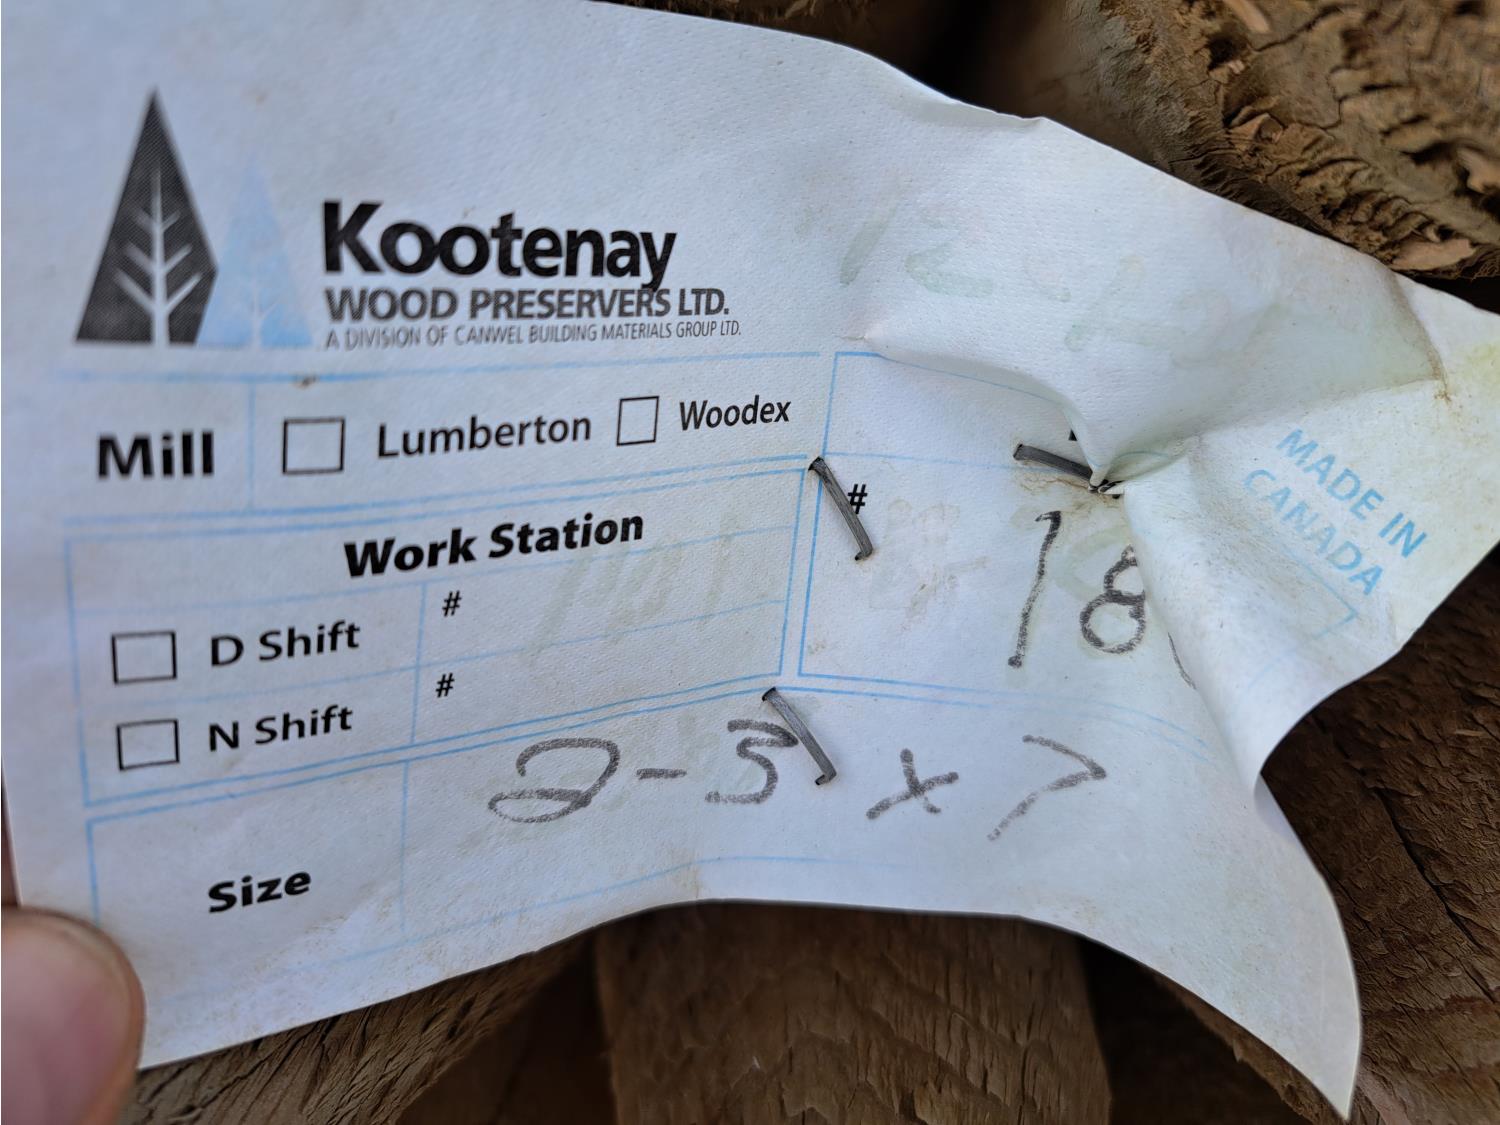 Kootenay
WOOD PRESERVERS LTD.
A DIVISION OF CANWEL BUILDING MATERIALS GROUP LTD.
Mill Lumberton Woodex
MADE IN
CANADA
Work Station
#
18
D Shift #
N Shift #
Size 2-3 x 7